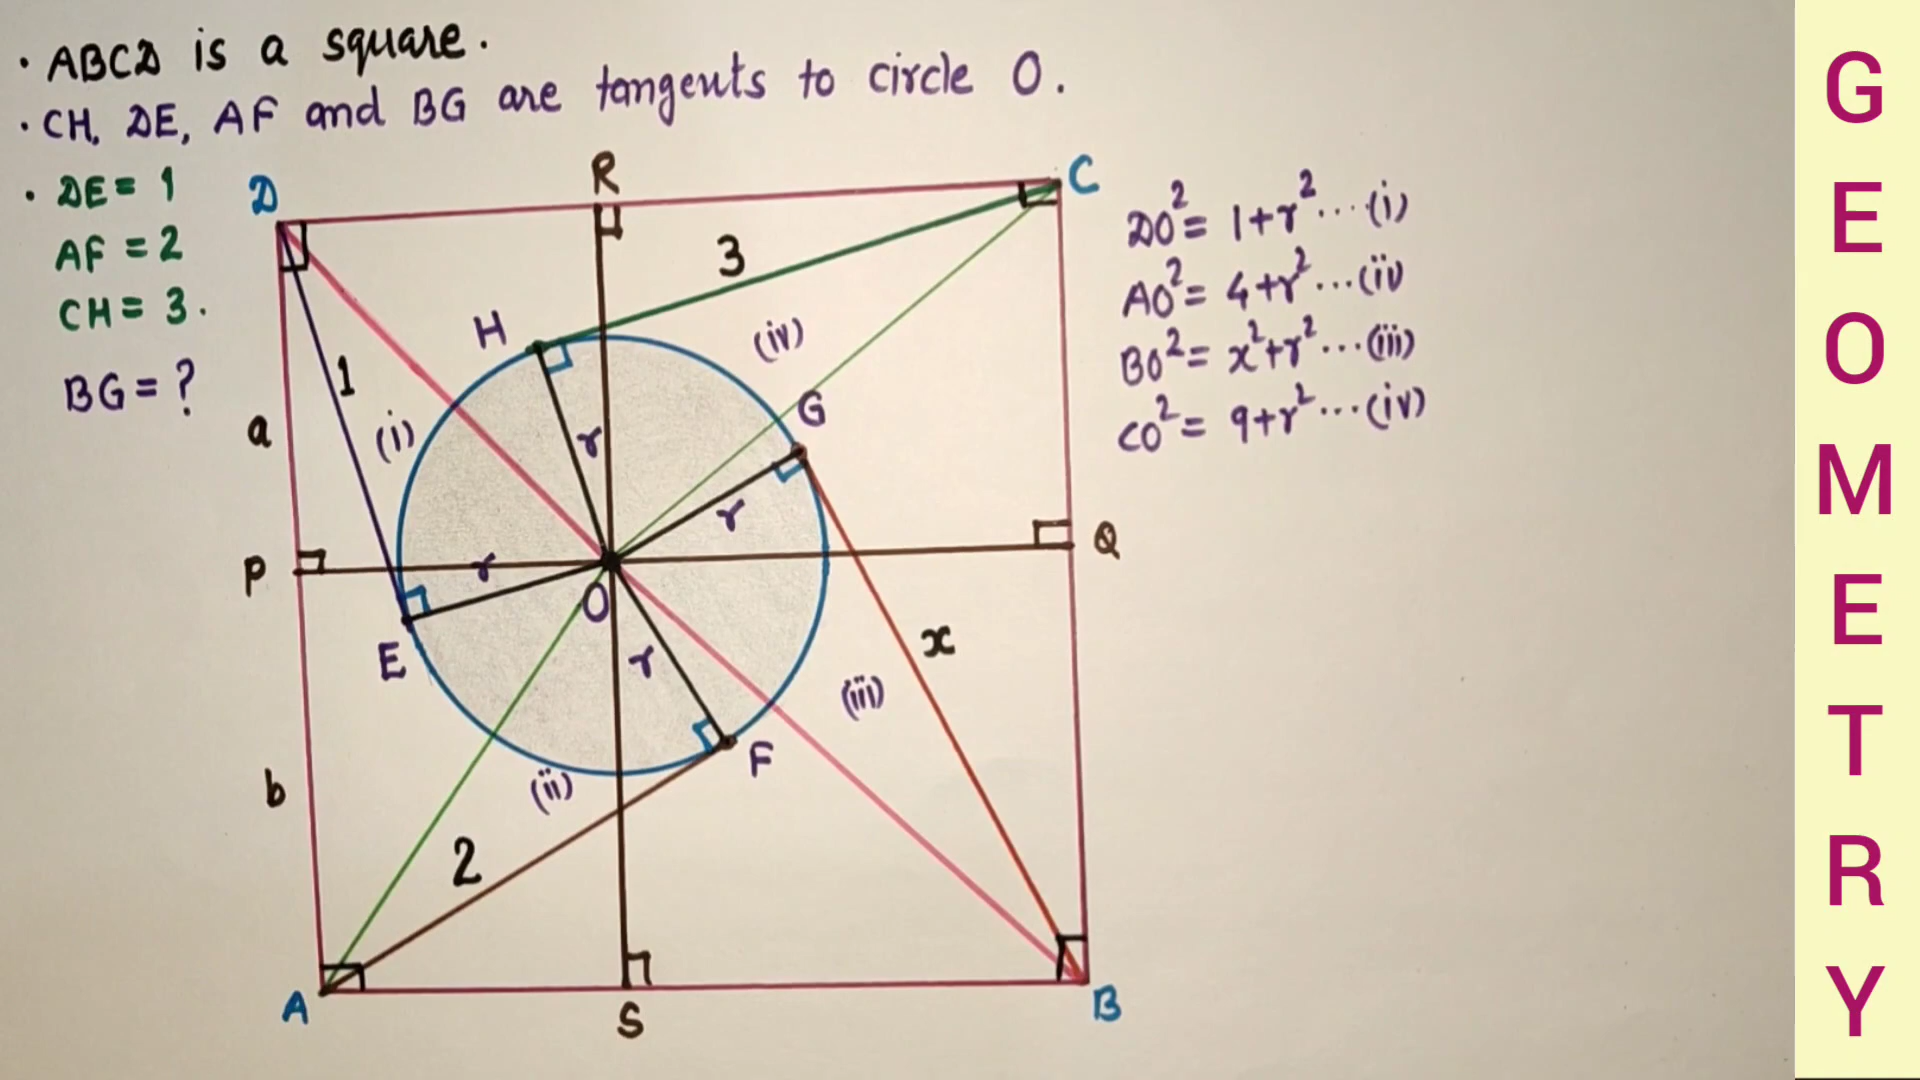 · ABCD is a square.
· CH, DE, AF and BG are tangents to circle O.
· DE = 1
AF = 2
CH = 3.
BG = ?
D
R
C
H
3
(iv)
G
1
(i)
a
r
r
P
r
O
Q
E
r
x
(iii)
F
b
(ii)
2
A
S
B
DO² = 1+r² ... (i)
AO² = 4+r² ... (ii)
BO² = x²+r² ... (iii)
CO² = 9+r² ... (iv)
G
E
O
M
E
T
R
Y